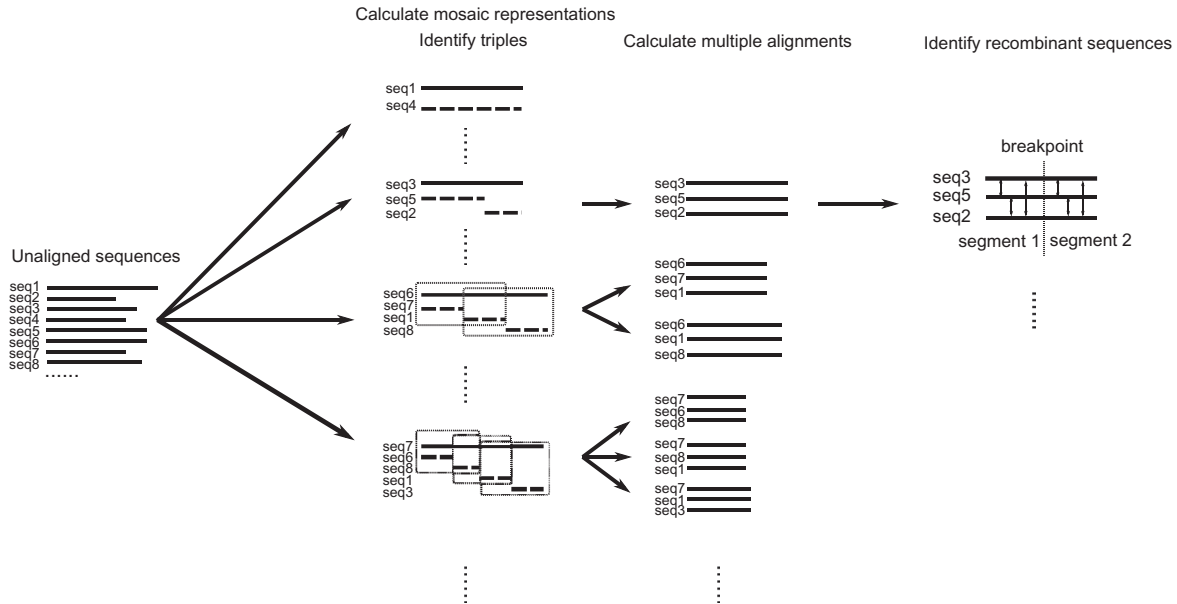 Calculate mosaic representations
Identify triples
Calculate multiple alignments
Identify recombinant sequences
Unaligned sequences
seq1
seq2
seq3
seq4
seq5
seq6
seq7
seq8
......
seq1
seq4
seq3
seq5
seq2
seq6
seq7
seq1
seq8
seq7
seq6
seq8
seq1
seq3
seq3
seq5
seq2
seq6
seq7
seq1
seq6
seq1
seq8
seq7
seq6
seq8
seq7
seq8
seq1
seq7
seq1
seq3
breakpoint
seq3
seq5
seq2
segment 1 segment 2